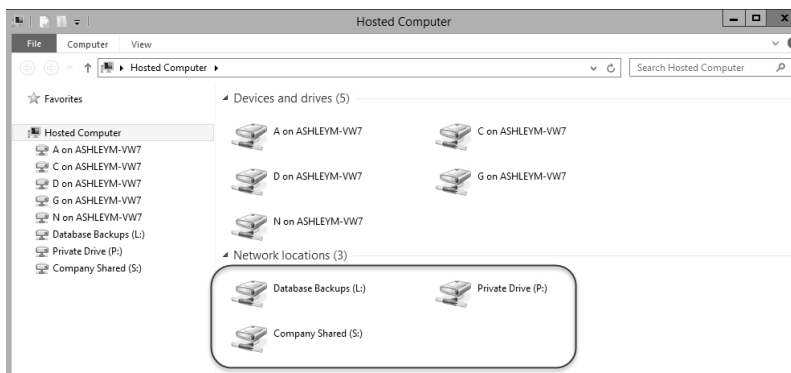 Hosted Computer
File Computer View
Hosted Computer
Search Hosted Computer
Favorites
Hosted Computer
A on ASHLEYM-VW7
C on ASHLEYM-VW7
D on ASHLEYM-VW7
G on ASHLEYM-VW7
N on ASHLEYM-VW7
Database Backups (L:)
Private Drive (P:)
Company Shared (S:)
Devices and drives (5)
A on ASHLEYM-VW7 C on ASHLEYM-VW7
D on ASHLEYM-VW7 G on ASHLEYM-VW7
N on ASHLEYM-VW7
Network locations (3)
Database Backups (L:) Private Drive (P:)
Company Shared (S:)